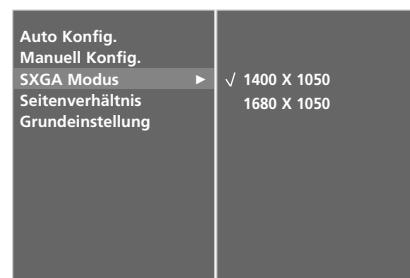 Auto Konfig.
Manuell Konfig.
SXGA Modus ►
Seitenverhältnis
Grundeinstellung
√ 1400 X 1050
1680 X 1050